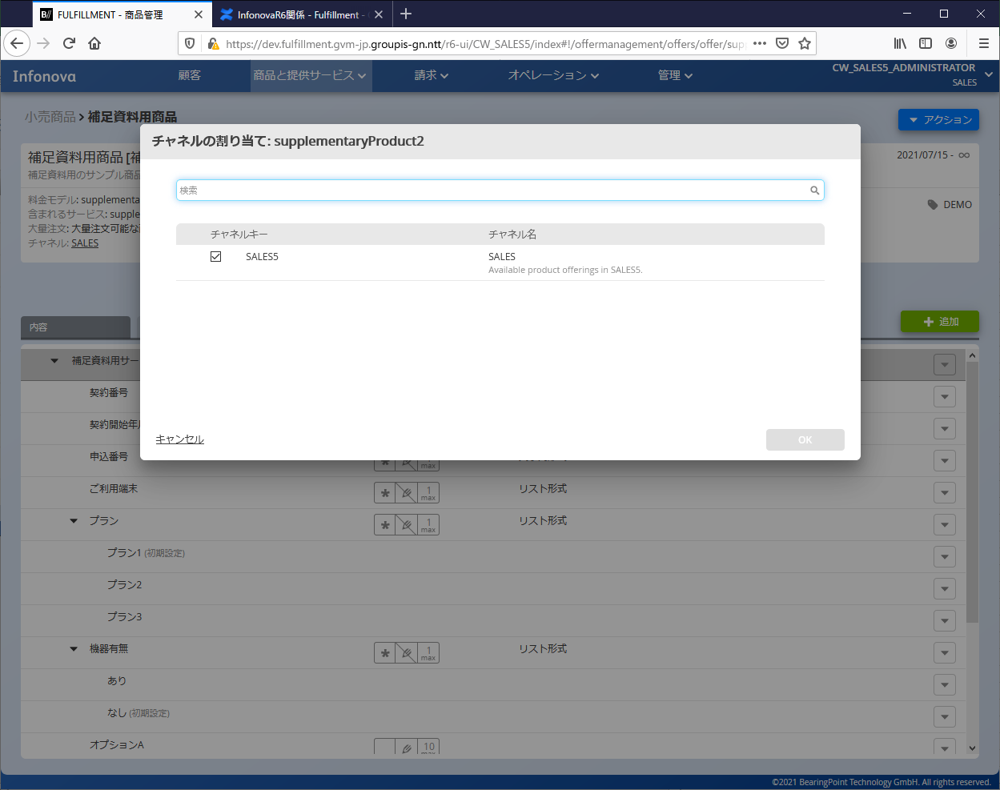 FULFILLMENT - 商品管理
InfonovaR6関係 - Fulfillment -
https://dev.fulfillment.gvm-jp.groupis-gn.ntt/r6-ui/CW_SALES5/index#!/offermanagement/offers/offer/sup
Infonova 顧客 商品と提供サービス 請求 オペレーション 管理 CW_SALES5_ADMINISTRATOR
SALES
小売商品 > 補足資料用商品
アクション
チャネルの割り当て: supplementaryProduct2
補足資料用商品 [補
2021/07/15 - ∞
補足資料用のサンプル商品
検索
料金モデル: supplementa
含まれるサービス: supple
DEMO
大量注文: 大量注文可能な
チャネル: SALES
チャネルキー チャネル名
SALES5 SALES
Available product offerings in SALES5.
内容
追加
補足資料用サー
契約番号
契約開始年
キャンセル OK
申込番号 * max
ご利用端末 * 1 max リスト形式
プラン * 1 max リスト形式
プラン1 (初期設定)
プラン2
プラン3
機器有無 * 1 max リスト形式
あり
なし (初期設定)
オプションA 10 max
©2021 BearingPoint Technology GmbH. All rights reserved.